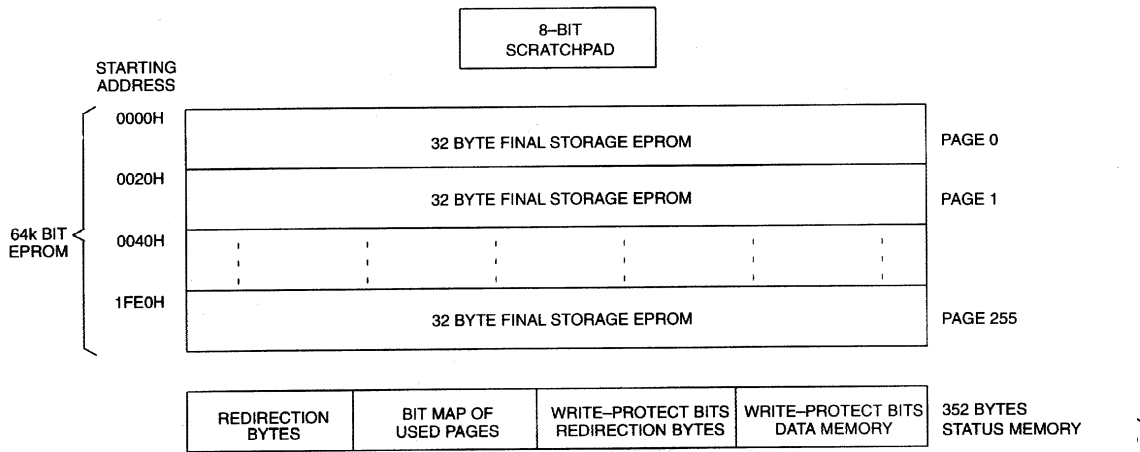 8–BIT
SCRATCHPAD
STARTING
ADDRESS
0000H
32 BYTE FINAL STORAGE EPROM
PAGE 0
0020H
32 BYTE FINAL STORAGE EPROM
PAGE 1
64k BIT
EPROM
0040H
1FE0H
32 BYTE FINAL STORAGE EPROM
PAGE 255
REDIRECTION
BYTES
BIT MAP OF
USED PAGES
WRITE–PROTECT BITS
REDIRECTION BYTES
WRITE–PROTECT BITS
DATA MEMORY
352 BYTES
STATUS MEMORY